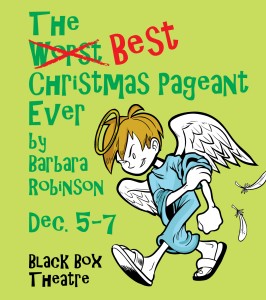 The
Worst Best
Christmas Pageant
Ever
by
Barbara
Robinson
Dec. 5-7
Black Box
Theatre